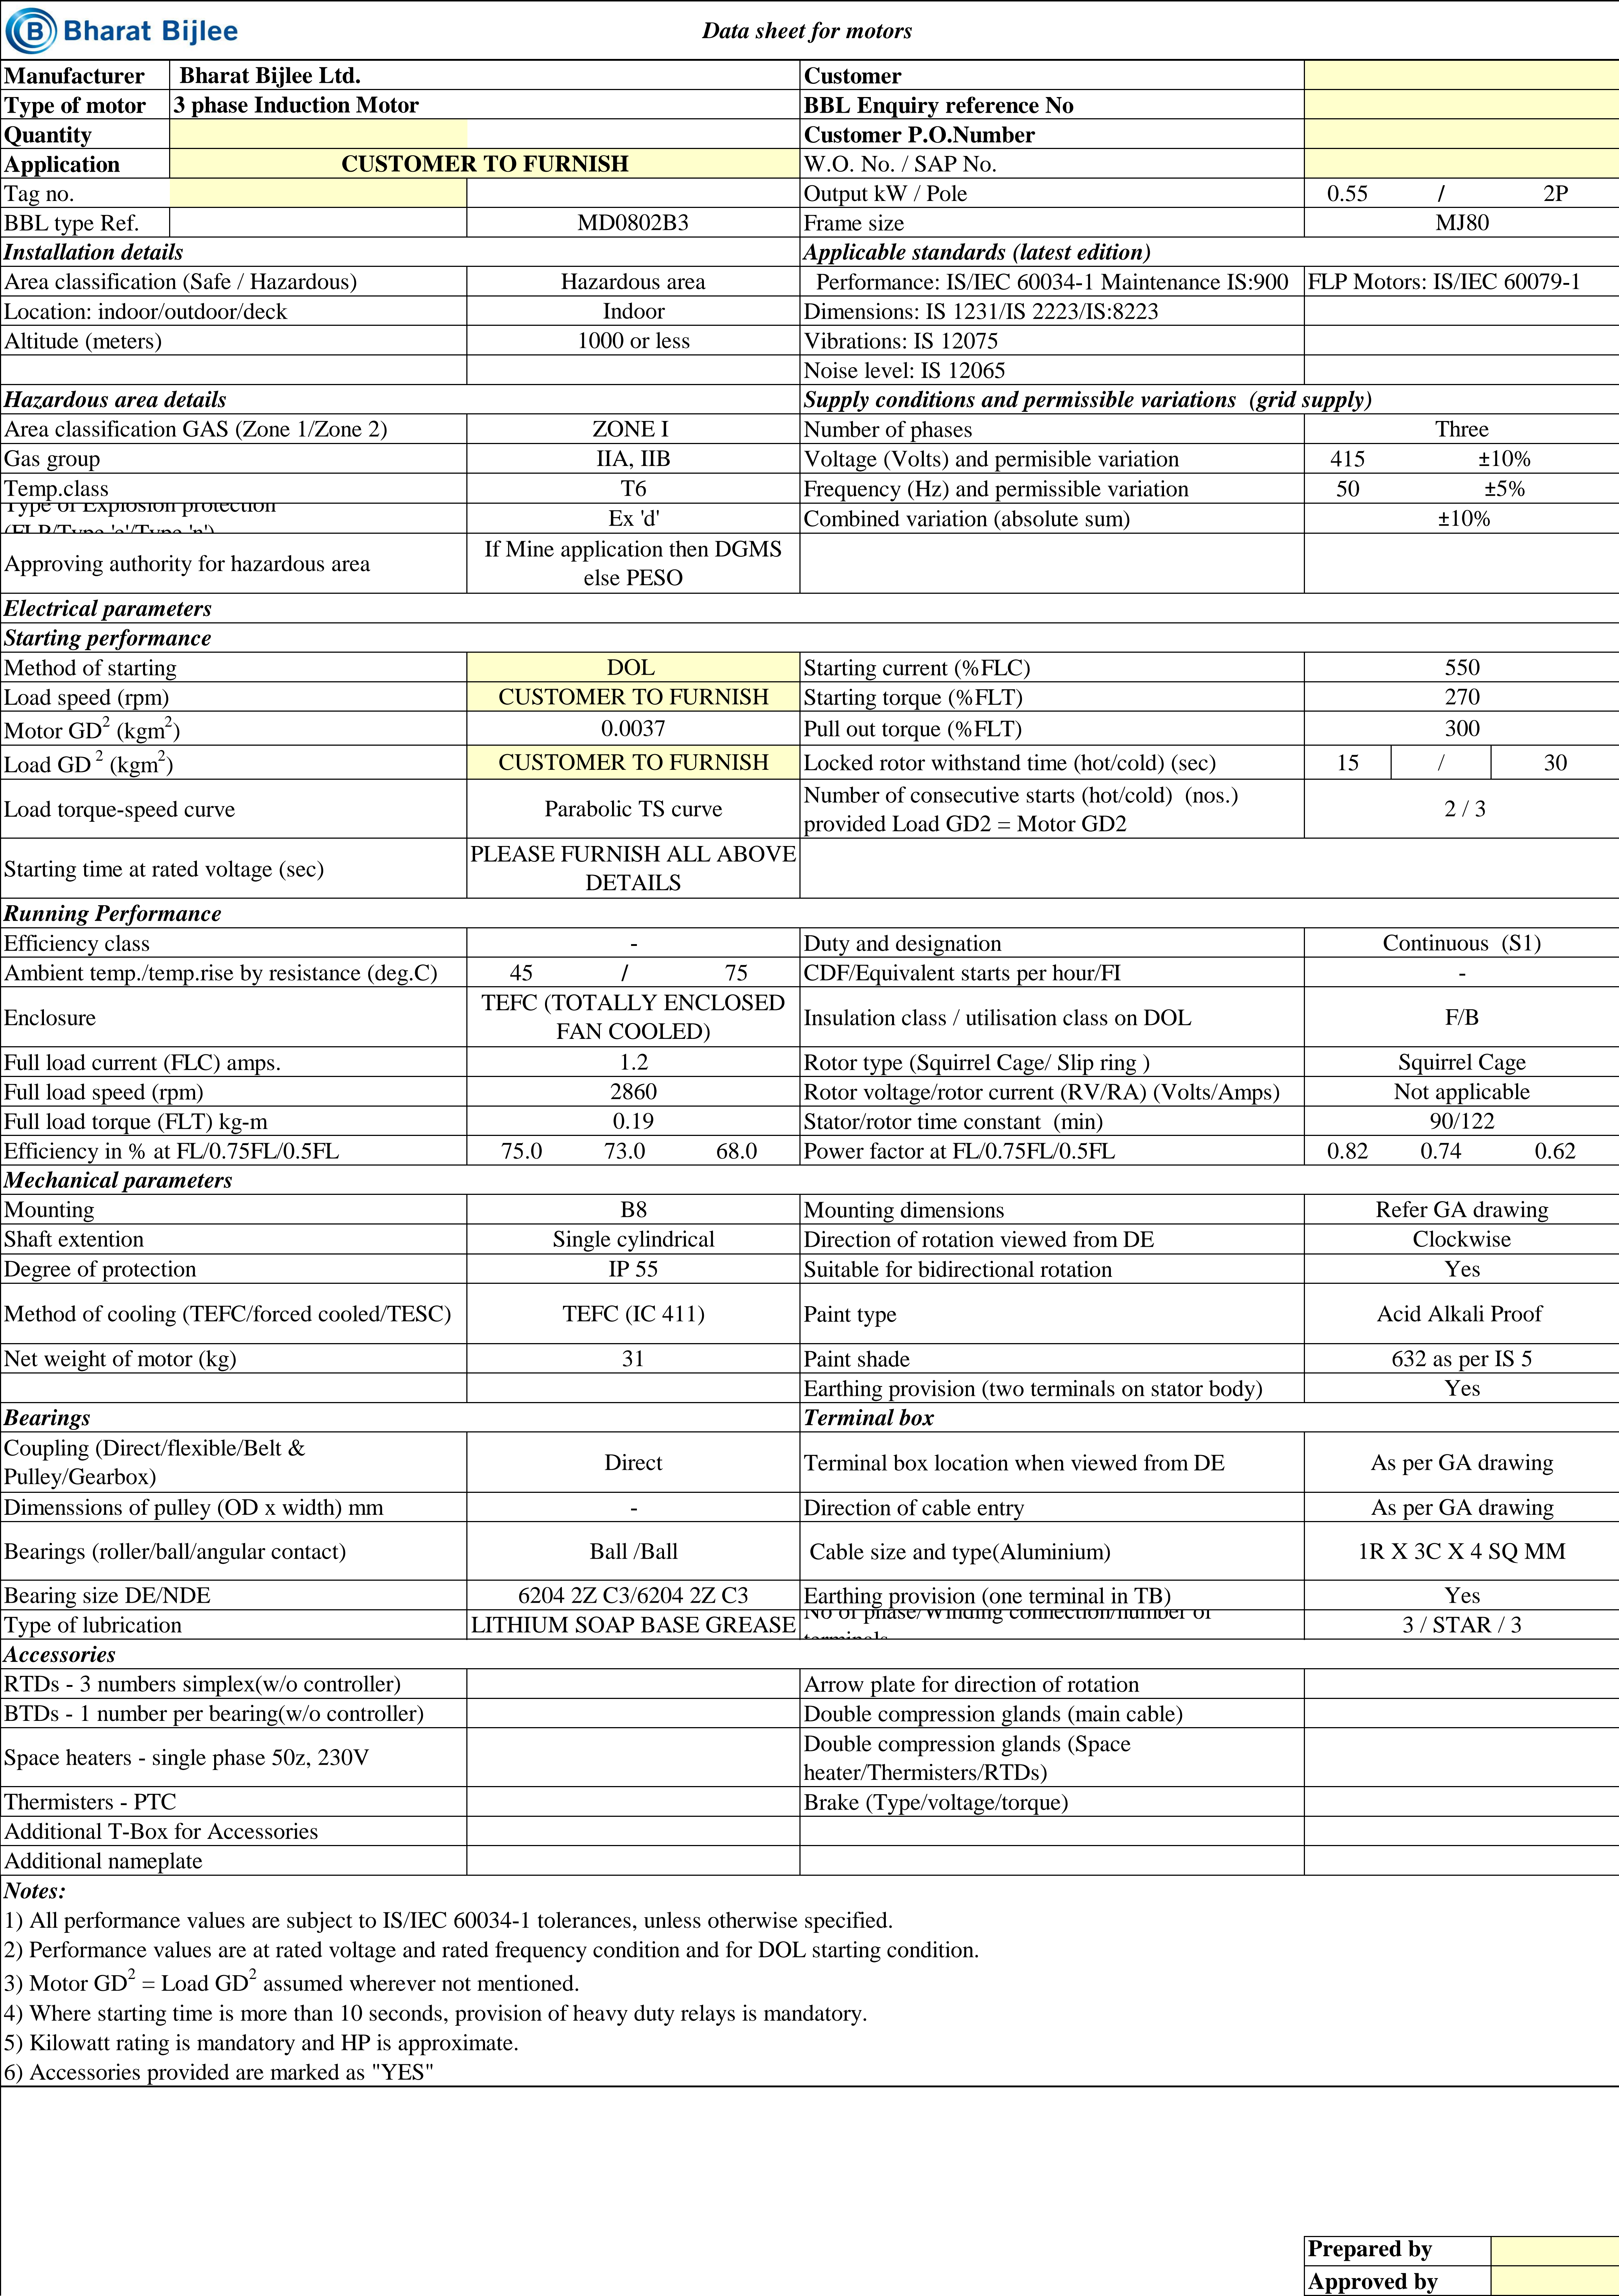 B Bharat Bijlee
Data sheet for motors
Manufacturer Bharat Bijlee Ltd. Customer
Type of motor 3 phase Induction Motor BBL Enquiry reference No
Quantity Customer P.O.Number
Application CUSTOMER TO FURNISH W.O. No. / SAP No.
Tag no. Output kW / Pole 0.55 / 2P
BBL type Ref. MD0802B3 Frame size MJ80
Installation details Applicable standards (latest edition)
Area classification (Safe / Hazardous) Hazardous area Performance: IS/IEC 60034-1 Maintenance IS:900 FLP Motors: IS/IEC 60079-1
Location: indoor/outdoor/deck Indoor Dimensions: IS 1231/IS 2223/IS:8223
Altitude (meters) 1000 or less Vibrations: IS 12075
Noise level: IS 12065
Hazardous area details Supply conditions and permissible variations (grid supply)
Area classification GAS (Zone 1/Zone 2) ZONE I Number of phases Three
Gas group IIA, IIB Voltage (Volts) and permisible variation 415 ±10%
Temp.class T6 Frequency (Hz) and permissible variation 50 ±5%
Type of Explosion protection
(FLP/Type 'e'/Type 'n') Ex 'd' Combined variation (absolute sum) ±10%
Approving authority for hazardous area If Mine application then DGMS
else PESO
Electrical parameters
Starting performance
Method of starting DOL Starting current (%FLC) 550
Load speed (rpm) CUSTOMER TO FURNISH Starting torque (%FLT) 270
Motor GD2 (kgm2) 0.0037 Pull out torque (%FLT) 300
Load GD 2 (kgm2) CUSTOMER TO FURNISH Locked rotor withstand time (hot/cold) (sec) 15 / 30
Load torque-speed curve Parabolic TS curve Number of consecutive starts (hot/cold) (nos.)
provided Load GD2 = Motor GD2 2 / 3
Starting time at rated voltage (sec) PLEASE FURNISH ALL ABOVE
DETAILS
Running Performance
Efficiency class - Duty and designation Continuous (S1)
Ambient temp./temp.rise by resistance (deg.C) 45 / 75 CDF/Equivalent starts per hour/FI -
Enclosure TEFC (TOTALLY ENCLOSED
FAN COOLED) Insulation class / utilisation class on DOL F/B
Full load current (FLC) amps. 1.2 Rotor type (Squirrel Cage/ Slip ring ) Squirrel Cage
Full load speed (rpm) 2860 Rotor voltage/rotor current (RV/RA) (Volts/Amps) Not applicable
Full load torque (FLT) kg-m 0.19 Stator/rotor time constant (min) 90/122
Efficiency in % at FL/0.75FL/0.5FL 75.0 73.0 68.0 Power factor at FL/0.75FL/0.5FL 0.82 0.74 0.62
Mechanical parameters
Mounting B8 Mounting dimensions Refer GA drawing
Shaft extention Single cylindrical Direction of rotation viewed from DE Clockwise
Degree of protection IP 55 Suitable for bidirectional rotation Yes
Method of cooling (TEFC/forced cooled/TESC) TEFC (IC 411) Paint type Acid Alkali Proof
Net weight of motor (kg) 31 Paint shade 632 as per IS 5
Earthing provision (two terminals on stator body) Yes
Bearings Terminal box
Coupling (Direct/flexible/Belt &
Pulley/Gearbox) Direct Terminal box location when viewed from DE As per GA drawing
Dimenssions of pulley (OD x width) mm - Direction of cable entry As per GA drawing
Bearings (roller/ball/angular contact) Ball /Ball Cable size and type(Aluminium) 1R X 3C X 4 SQ MM
Bearing size DE/NDE 6204 2Z C3/6204 2Z C3 Earthing provision (one terminal in TB) Yes
Type of lubrication LITHIUM SOAP BASE GREASE No of phase/Winding connection/number of
terminals 3 / STAR / 3
Accessories
RTDs - 3 numbers simplex(w/o controller) Arrow plate for direction of rotation
BTDs - 1 number per bearing(w/o controller) Double compression glands (main cable)
Space heaters - single phase 50z, 230V Double compression glands (Space
heater/Thermisters/RTDs)
Thermisters - PTC Brake (Type/voltage/torque)
Additional T-Box for Accessories
Additional nameplate
Notes:
1) All performance values are subject to IS/IEC 60034-1 tolerances, unless otherwise specified.
2) Performance values are at rated voltage and rated frequency condition and for DOL starting condition.
3) Motor GD2 = Load GD2 assumed wherever not mentioned.
4) Where starting time is more than 10 seconds, provision of heavy duty relays is mandatory.
5) Kilowatt rating is mandatory and HP is approximate.
6) Accessories provided are marked as "YES"
Prepared by
Approved by